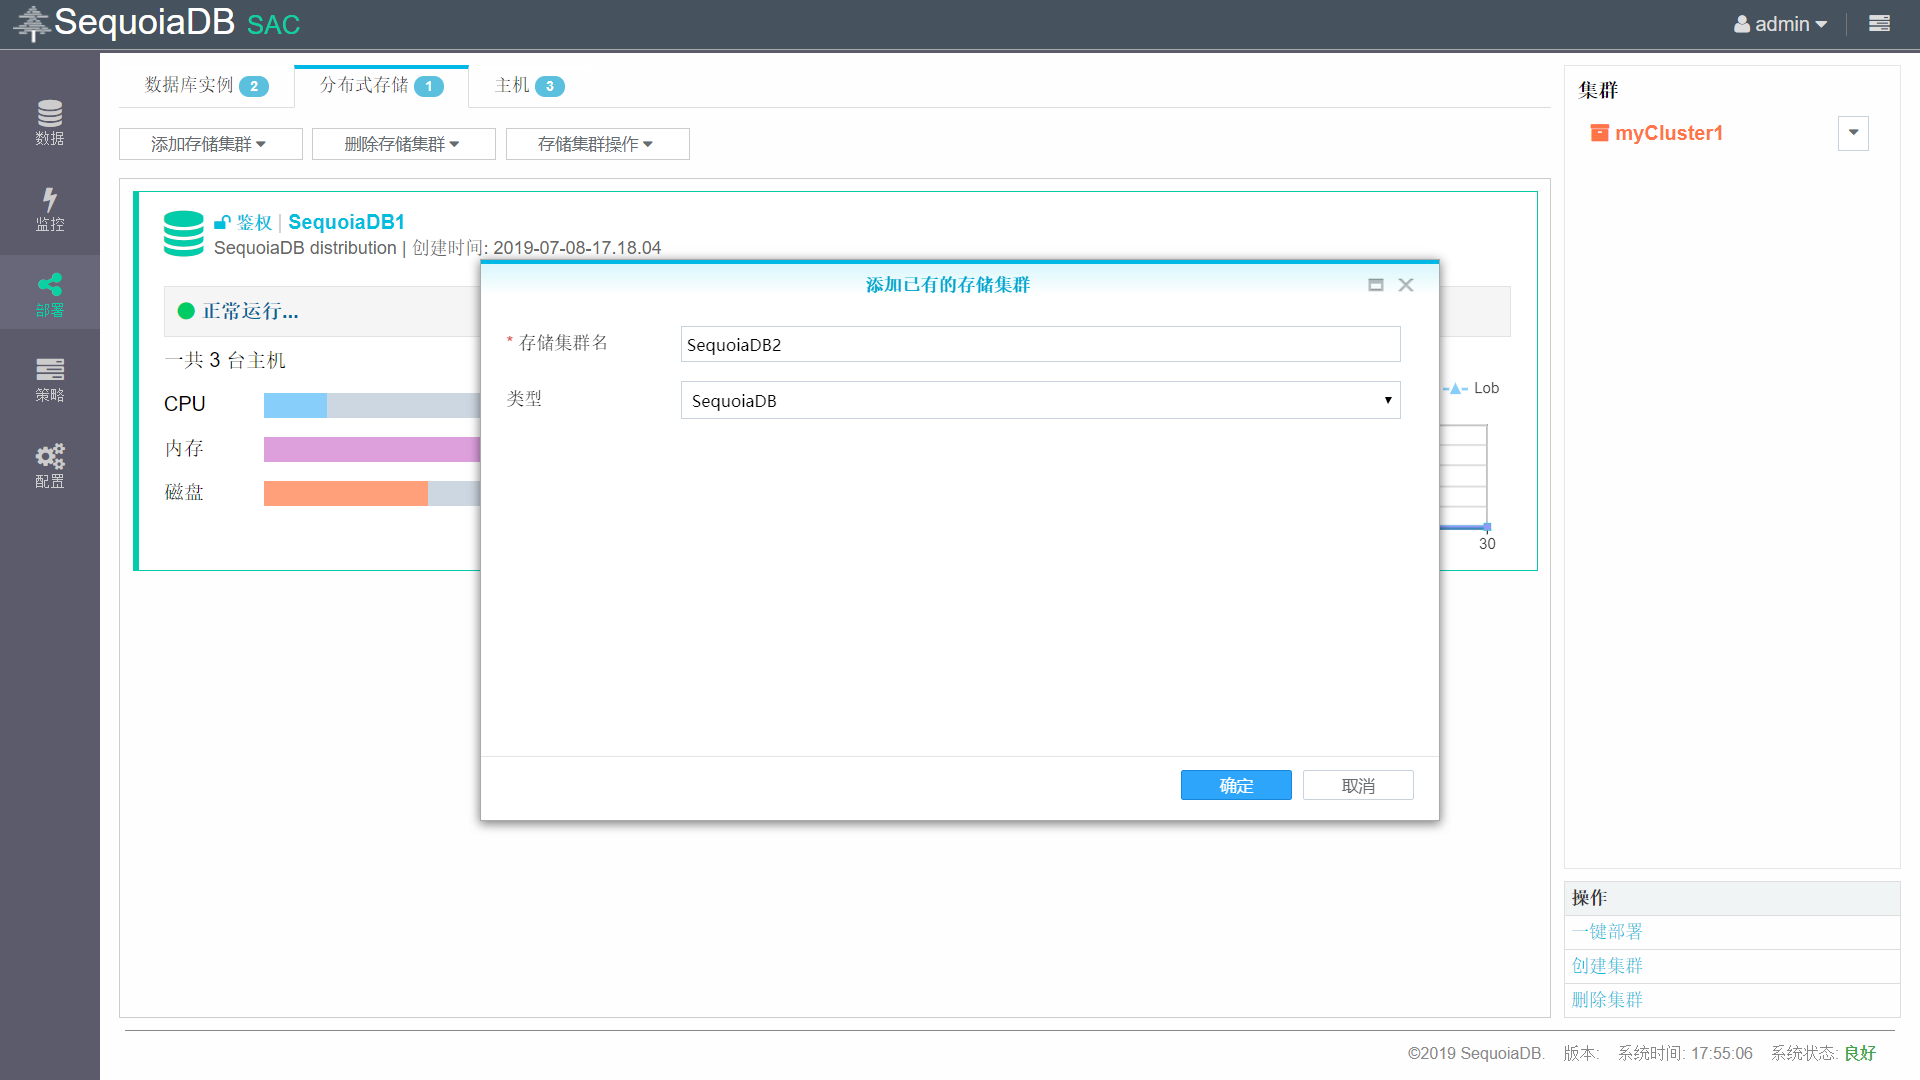 SequoiaDB SAC
admin
数据
监控
部署
策略
配置
数据库实例 2
分布式存储 1
主机 3
添加存储集群
删除存储集群
存储集群操作
鉴权 | SequoiaDB1
SequoiaDB distribution | 创建时间: 2019-07-08-17.18.04
正常运行...
一共 3 台主机
CPU
内存
磁盘
Lob
30
添加已有的存储集群
* 存储集群名
SequoiaDB2
类型
SequoiaDB
确定
取消
集群
myCluster1
操作
一键部署
创建集群
删除集群
©2019 SequoiaDB. 版本: 系统时间: 17:55:06 系统状态: 良好